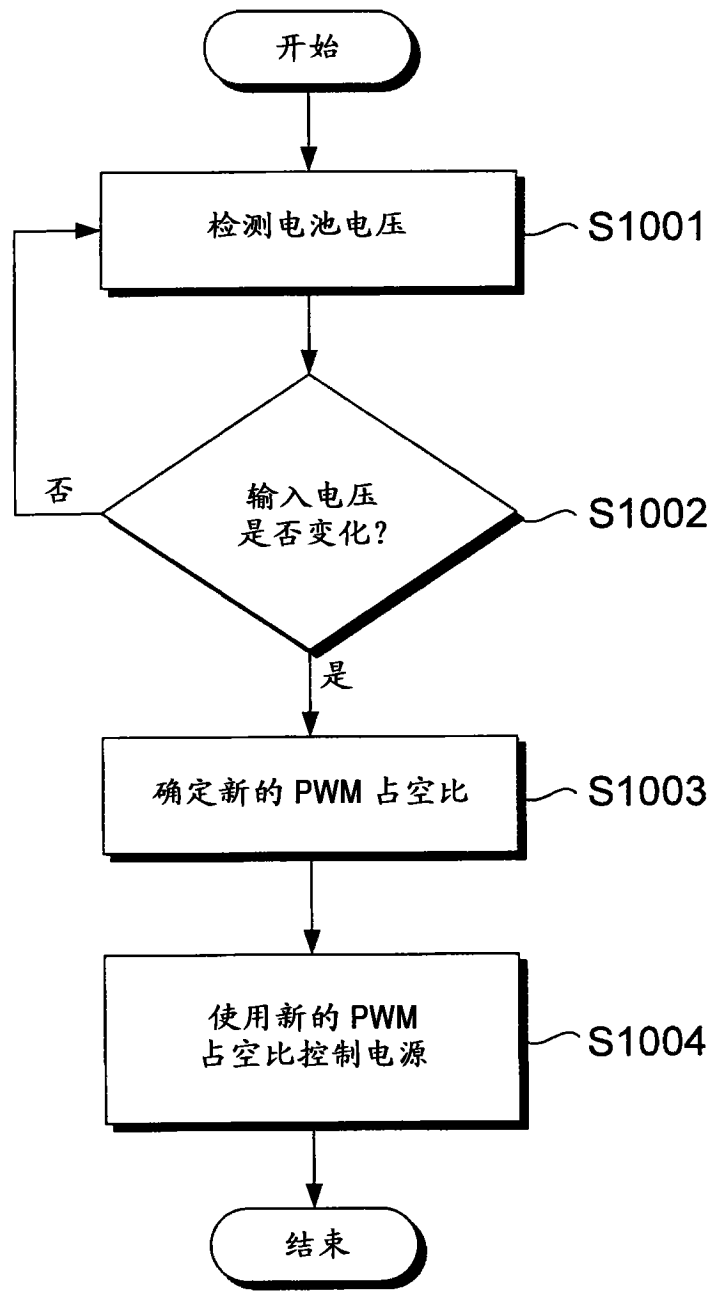 开始
检测电池电压
S1001
否
输入电压
是否变化?
S1002
是
确定新的 PWM 占空比
S1003
使用新的 PWM
占空比控制电源
S1004
结束